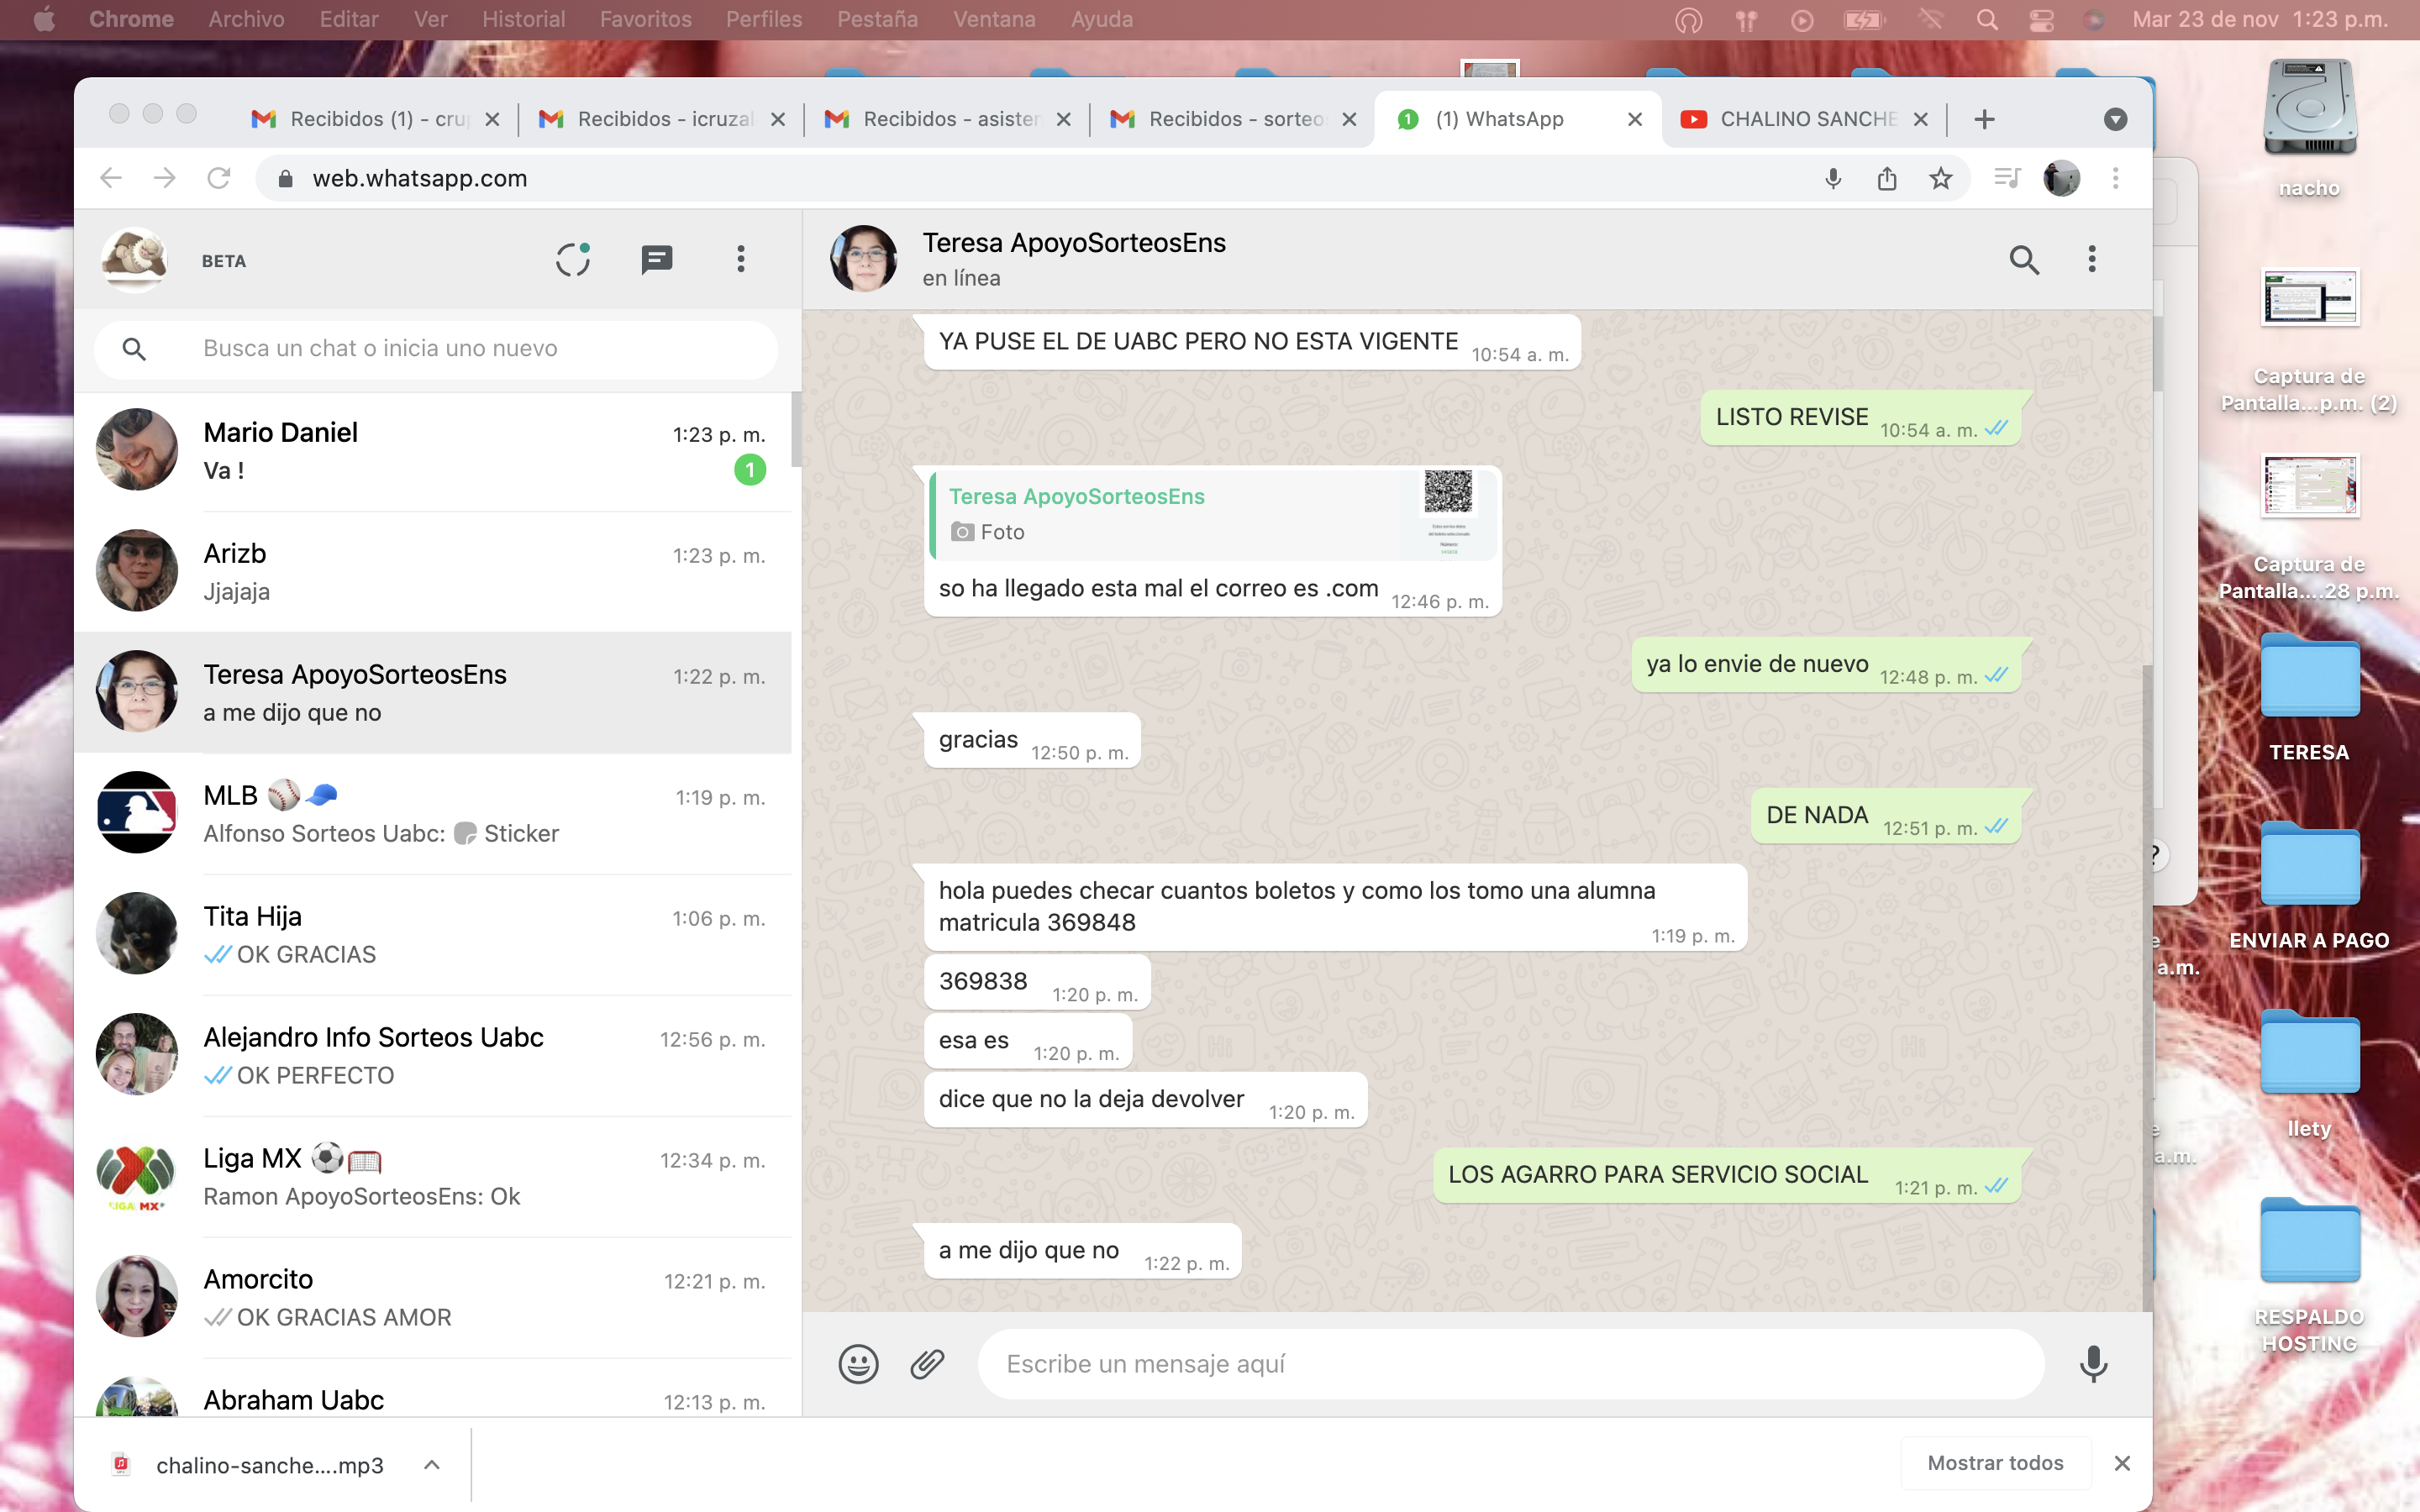 Chrome Archivo Editar Ver Historial Favoritos Perfiles Pestaña Ventana Ayuda Mar 23 de nov 1:23 p.m.
Recibidos (1) - cru
Recibidos - icruzal
Recibidos - asisten
Recibidos - sorteo
1 (1) WhatsApp
CHALINO SANCHE
web.whatsapp.com
BETA
Busca un chat o inicia uno nuevo
Mario Daniel 1:23 p. m.
Va ! 1
Arizb 1:23 p. m.
Jjajaja
Teresa ApoyoSorteosEns 1:22 p. m.
a me dijo que no
MLB ⚾🧢 1:19 p. m.
Alfonso Sorteos Uabc: Sticker
Tita Hija 1:06 p. m.
OK GRACIAS
Alejandro Info Sorteos Uabc 12:56 p. m.
OK PERFECTO
LIGA MX
Liga MX ⚽🥅 12:34 p. m.
Ramon ApoyoSorteosEns: Ok
Amorcito 12:21 p. m.
OK GRACIAS AMOR
Abraham Uabc 12:13 p. m.
Teresa ApoyoSorteosEns
en línea
YA PUSE EL DE UABC PERO NO ESTA VIGENTE 10:54 a. m.
LISTO REVISE 10:54 a. m.
Teresa ApoyoSorteosEns
Foto
so ha llegado esta mal el correo es .com 12:46 p. m.
ya lo envie de nuevo 12:48 p. m.
gracias 12:50 p. m.
DE NADA 12:51 p. m.
hola puedes checar cuantos boletos y como los tomo una alumna
matricula 369848 1:19 p. m.
369838 1:20 p. m.
esa es 1:20 p. m.
dice que no la deja devolver 1:20 p. m.
LOS AGARRO PARA SERVICIO SOCIAL 1:21 p. m.
a me dijo que no 1:22 p. m.
Escribe un mensaje aquí
chalino-sanche....mp3
Mostrar todos
nacho
Captura de
Pantalla...p.m. (2)
Captura de
Pantalla....28 p.m.
TERESA
?
ENVIAR A PAGO
e
a.m.
llety
e
a.m.
RESPALDO
HOSTING